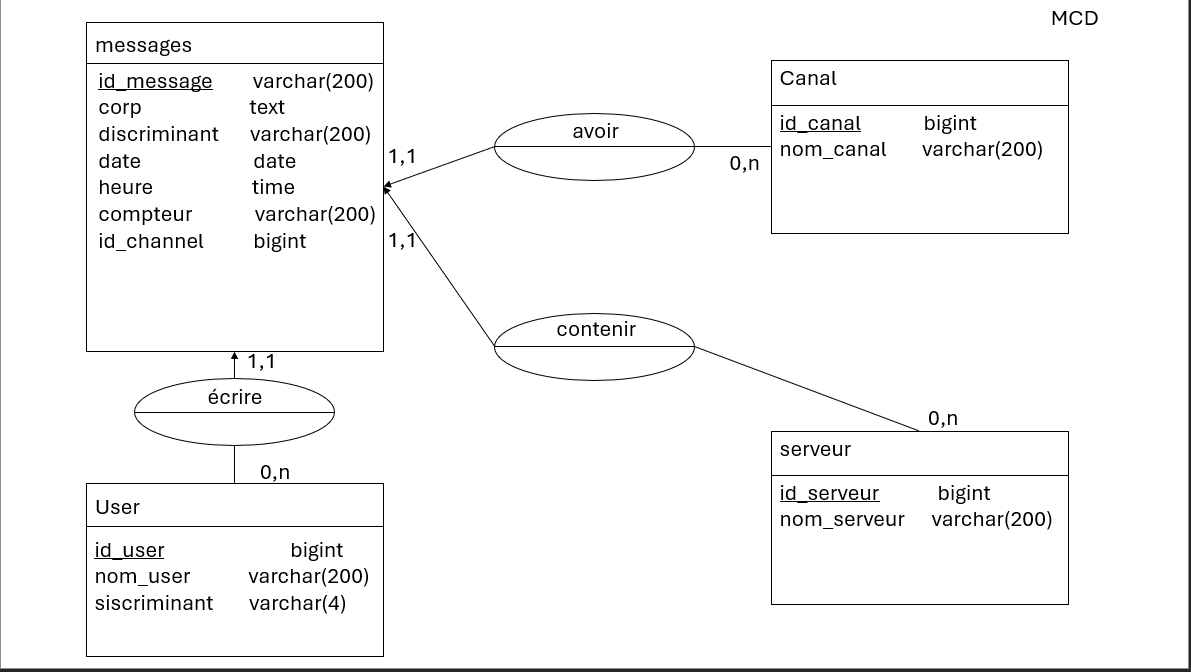 MCD
messages
id_message varchar(200)
corp text
discriminant varchar(200)
date date
heure time
compteur varchar(200)
id_channel bigint
1,1
avoir
0,n
Canal
id_canal bigint
nom_canal varchar(200)
1,1
contenir
0,n
serveur
id_serveur bigint
nom_serveur varchar(200)
1,1
écrire
0,n
User
id_user bigint
nom_user varchar(200)
siscriminant varchar(4)